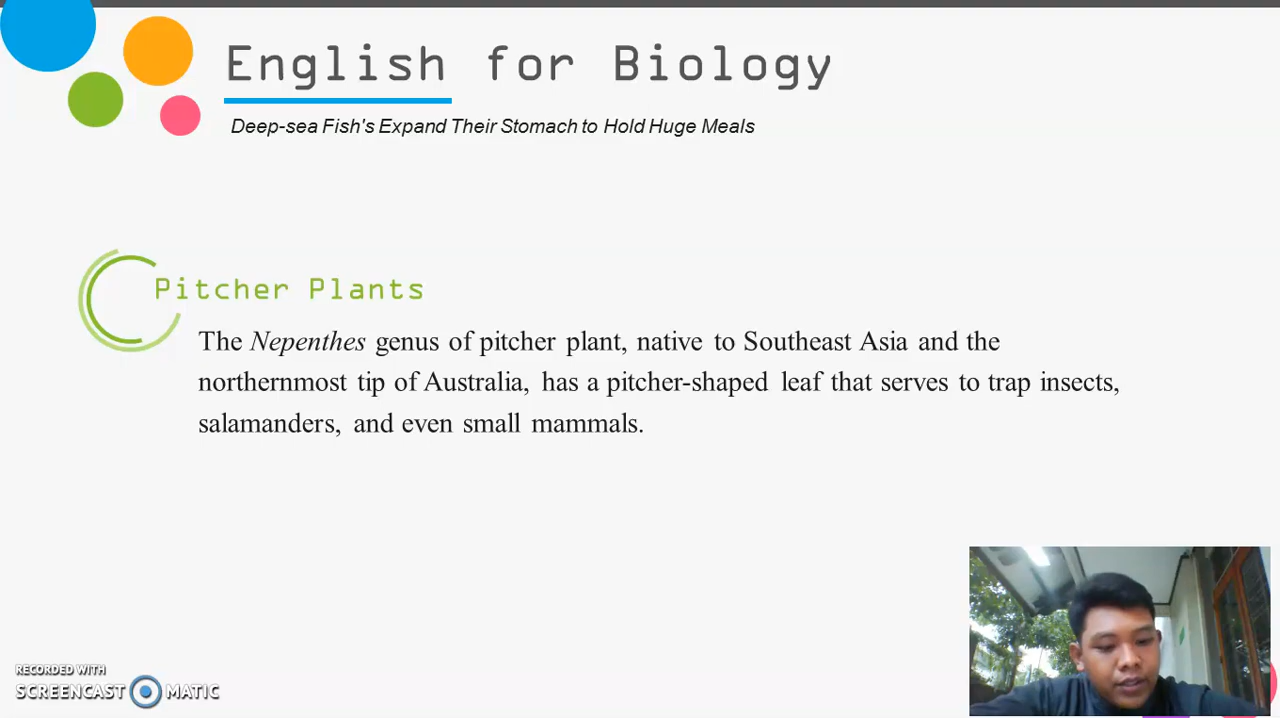 English for Biology
Deep-sea Fish's Expand Their Stomach to Hold Huge Meals
Pitcher Plants
The Nepenthes genus of pitcher plant, native to Southeast Asia and the
northernmost tip of Australia, has a pitcher-shaped leaf that serves to trap insects,
salamanders, and even small mammals.
RECORDED WITH
SCREENCAST MATIC